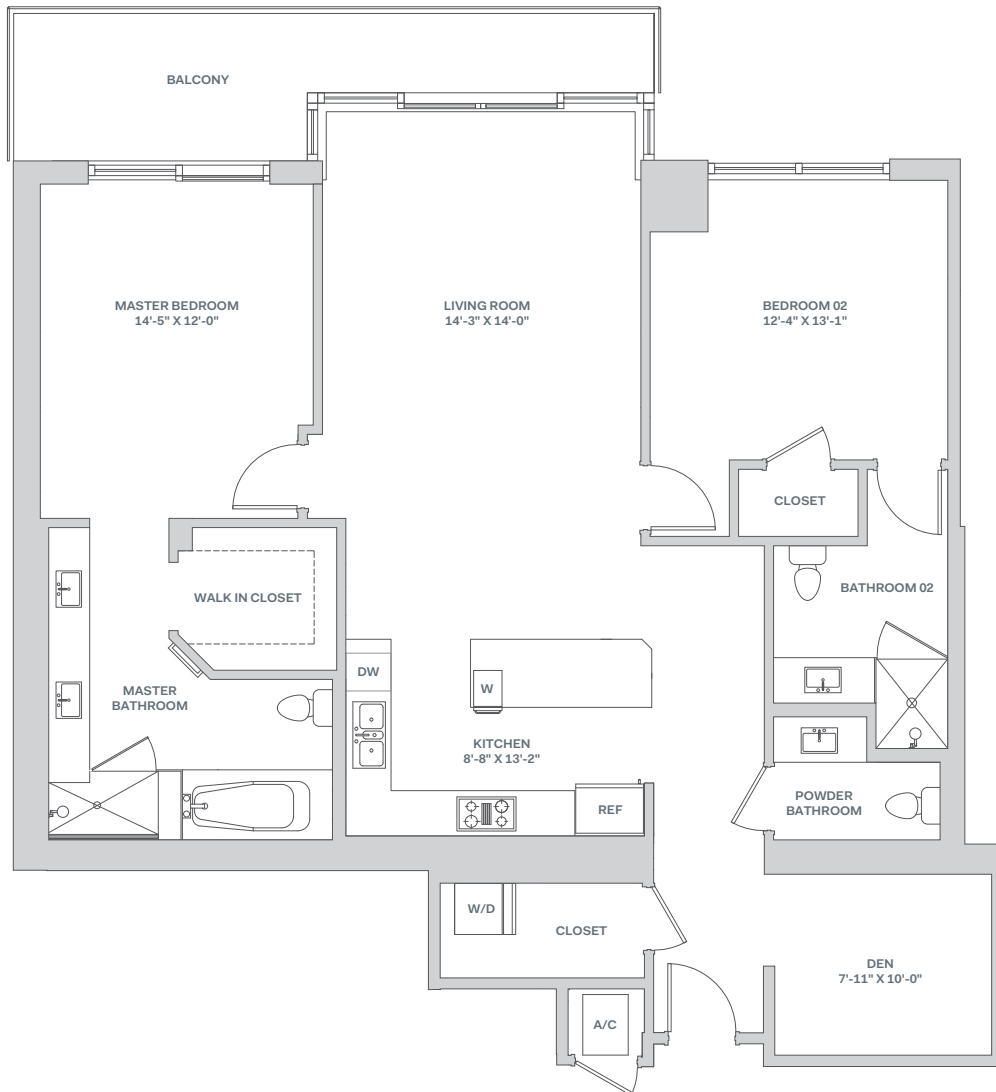 BALCONY
MASTER BEDROOM
14'-5" X 12'-0"
LIVING ROOM
14'-3" X 14'-0"
BEDROOM 02
12'-4" X 13'-1"
CLOSET
WALK IN CLOSET
BATHROOM 02
DW
W
MASTER
BATHROOM
KITCHEN
8'-8" X 13'-2"
REF
POWDER
BATHROOM
W/D
CLOSET
DEN
7'-11" X 10'-0"
A/C